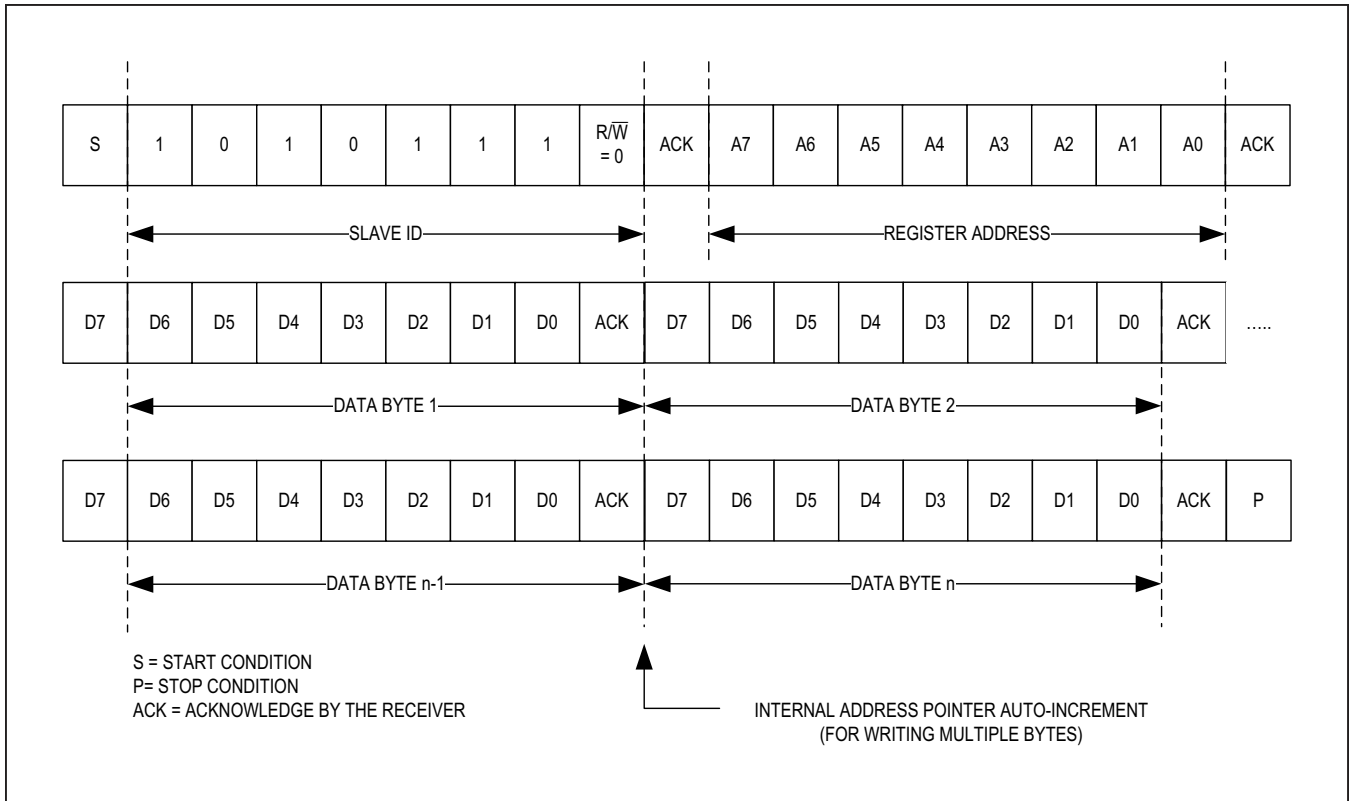 S 1 0 1 0 1 1 1 R/W̅ = 0 ACK A7 A6 A5 A4 A3 A2 A1 A0 ACK
SLAVE ID REGISTER ADDRESS
D7 D6 D5 D4 D3 D2 D1 D0 ACK D7 D6 D5 D4 D3 D2 D1 D0 ACK .....
DATA BYTE 1 DATA BYTE 2
D7 D6 D5 D4 D3 D2 D1 D0 ACK D7 D6 D5 D4 D3 D2 D1 D0 ACK P
DATA BYTE n-1 DATA BYTE n
S = START CONDITION
P= STOP CONDITION
ACK = ACKNOWLEDGE BY THE RECEIVER
INTERNAL ADDRESS POINTER AUTO-INCREMENT
(FOR WRITING MULTIPLE BYTES)